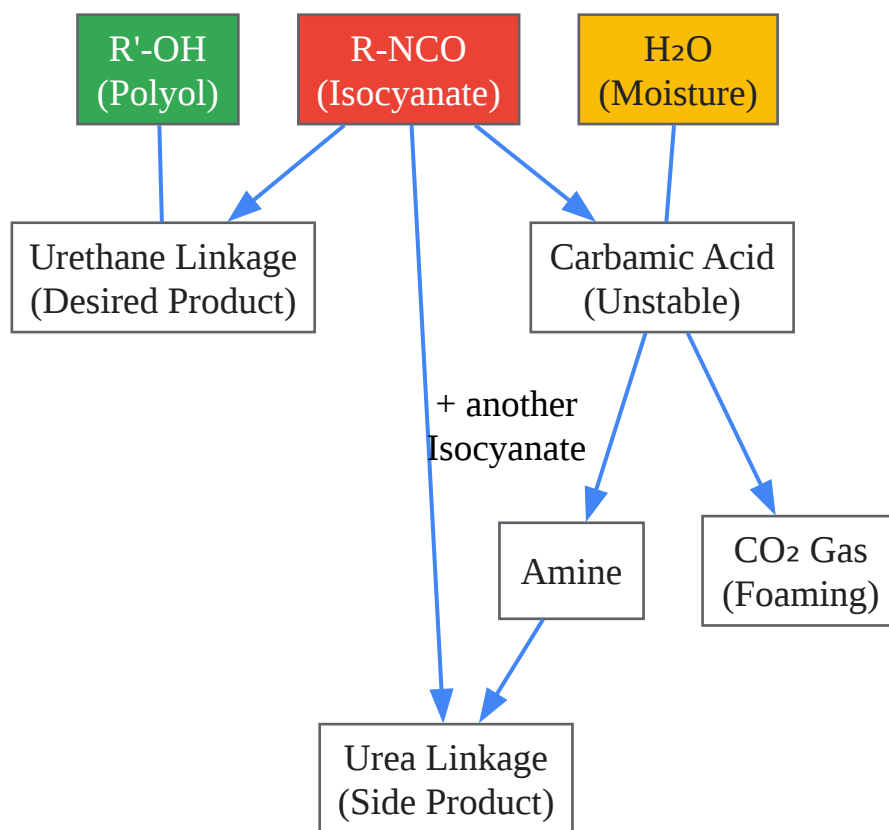 R'-OH
(Polyol)
R-NCO
(Isocyanate)
H₂O
(Moisture)
Urethane Linkage
(Desired Product)
Carbamic Acid
(Unstable)
+ another
Isocyanate
Amine
CO₂ Gas
(Foaming)
Urea Linkage
(Side Product)